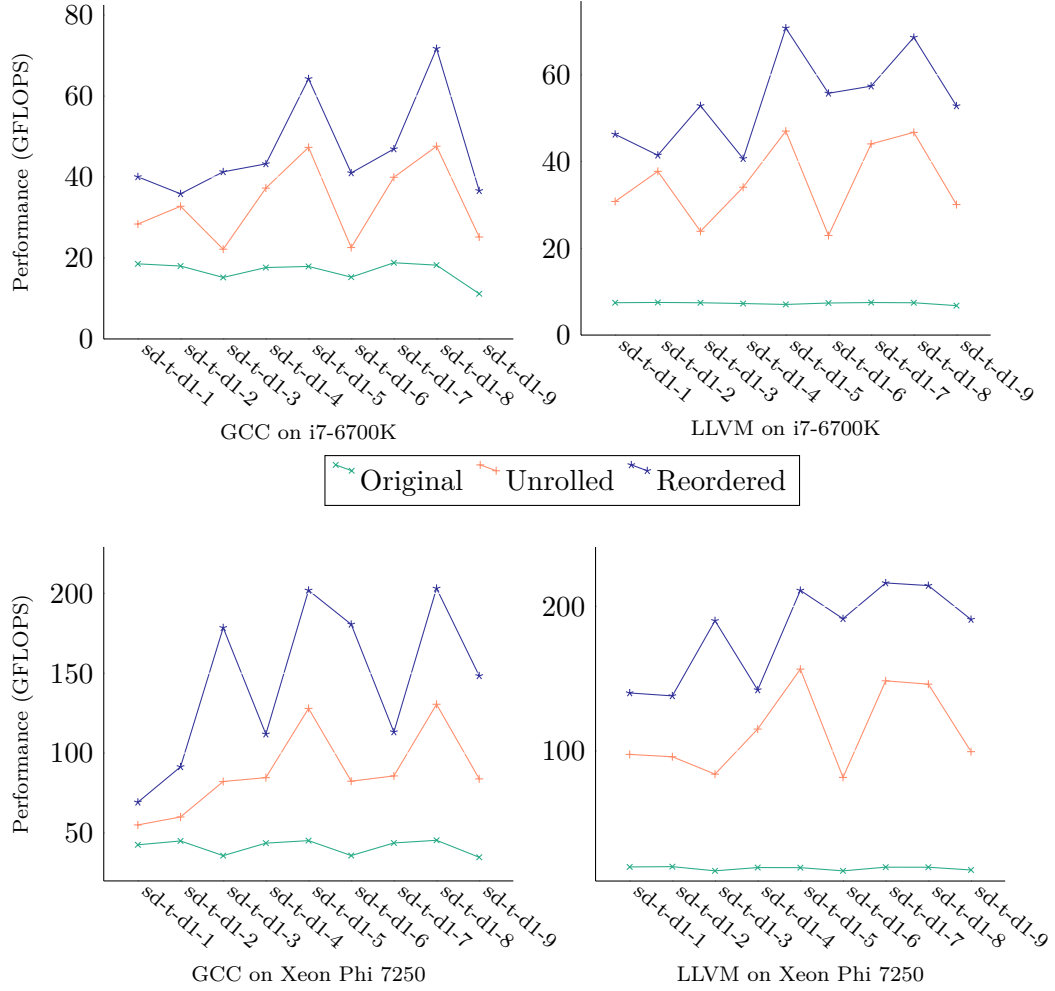 Performance (GFLOPS)
80
60
40
20
0
sd-t-d1-1
sd-t-d1-2
sd-t-d1-3
sd-t-d1-4
sd-t-d1-5
sd-t-d1-6
sd-t-d1-7
sd-t-d1-8
sd-t-d1-9
GCC on i7-6700K
60
40
20
0
sd-t-d1-1
sd-t-d1-2
sd-t-d1-3
sd-t-d1-4
sd-t-d1-5
sd-t-d1-6
sd-t-d1-7
sd-t-d1-8
sd-t-d1-9
LLVM on i7-6700K
Original Unrolled Reordered
Performance (GFLOPS)
200
150
100
50
sd-t-d1-1
sd-t-d1-2
sd-t-d1-3
sd-t-d1-4
sd-t-d1-5
sd-t-d1-6
sd-t-d1-7
sd-t-d1-8
sd-t-d1-9
GCC on Xeon Phi 7250
200
100
sd-t-d1-1
sd-t-d1-2
sd-t-d1-3
sd-t-d1-4
sd-t-d1-5
sd-t-d1-6
sd-t-d1-7
sd-t-d1-8
sd-t-d1-9
LLVM on Xeon Phi 7250